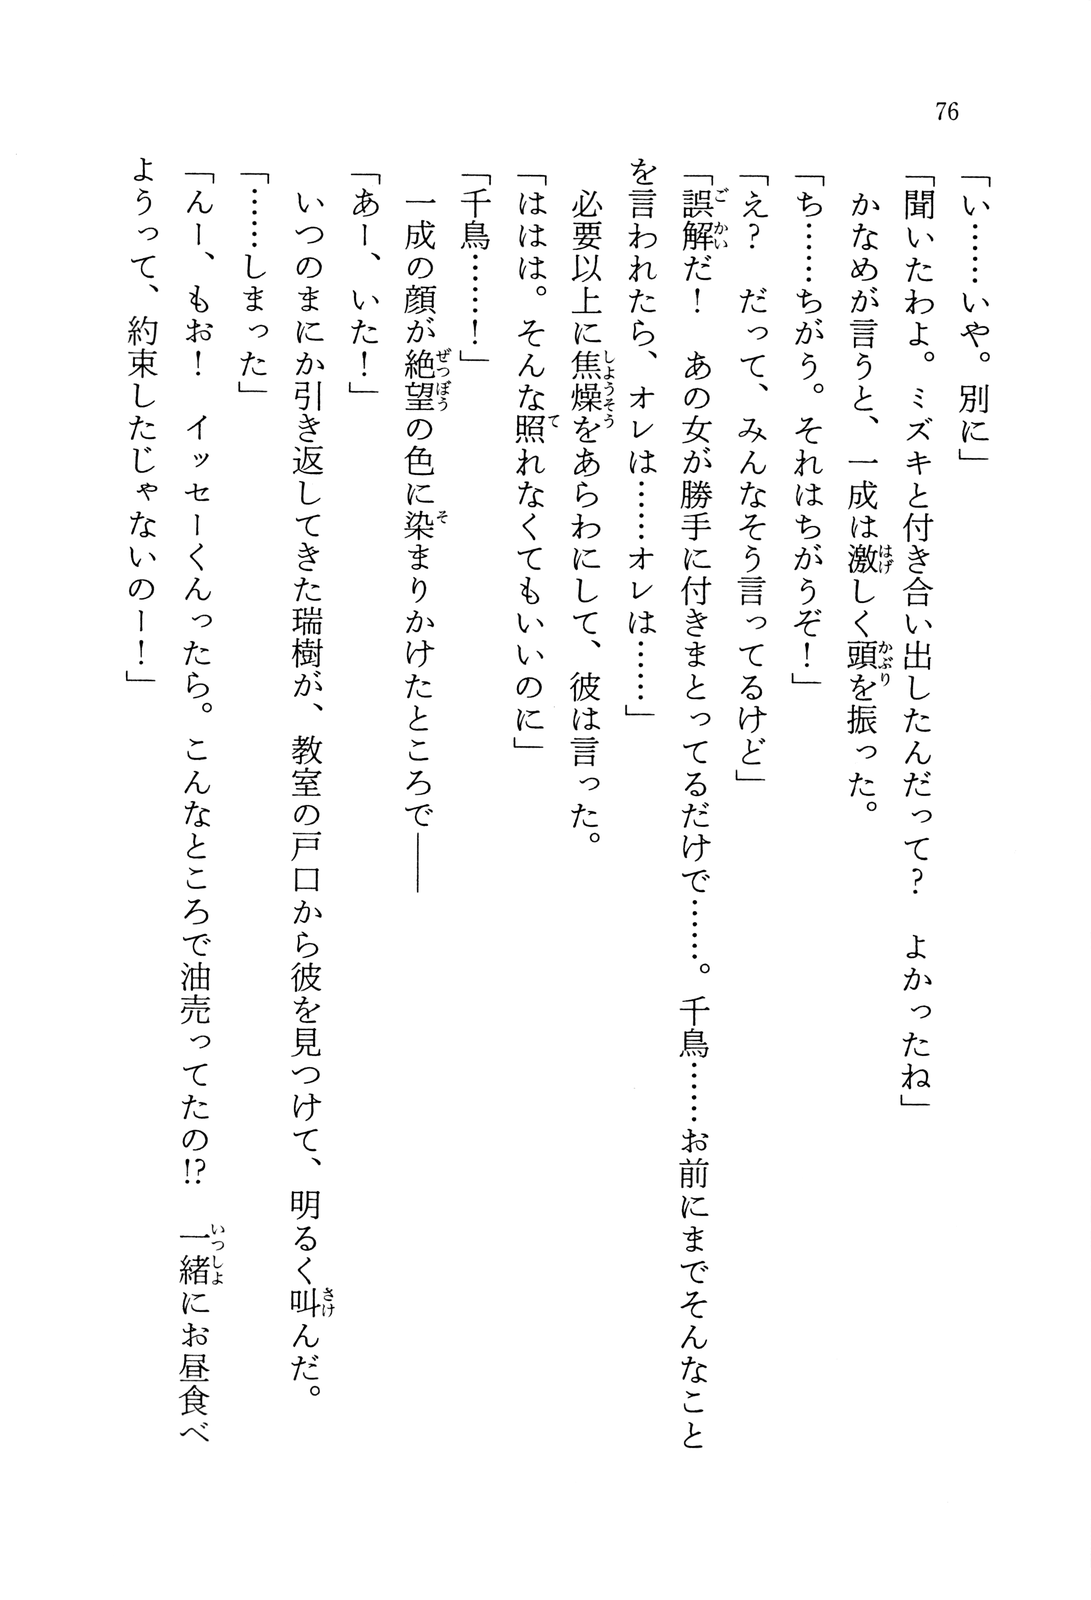 76
「い……いや。別に」
「聞いたわよ。ミズキと付き合い出したんだって？　よかったね」
　かなめが言うと、一成は激しく頭を振った。
「ち……ちがう。それはちがうぞ！」
「え？　だって、みんなそう言ってるけど」
「誤解だ！　あの女が勝手に付きまとってるだけで……。千鳥……お前にまでそんなこと
を言われたら、オレは……オレは……」
　必要以上に焦燥をあらわにして、彼は言った。
「ははは。そんな照れなくてもいいのに」
「千鳥……！」
　一成の顔が絶望の色に染まりかけたところで――
「あー、いた！」
　いつのまにか引き返してきた瑞樹が、教室の戸口から彼を見つけて、明るく叫んだ。
「……しまった」
「んー、もお！　イッセーくんったら。こんなところで油売ってたの!?　一緒にお昼食べ
ようって、約束したじゃないのー！」